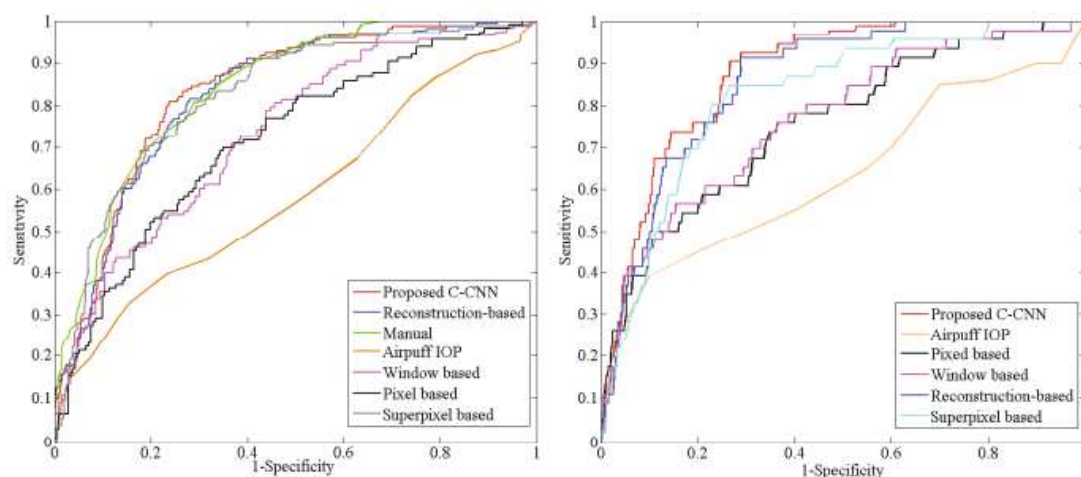 1
0.9
0.8
0.7
0.6
0.5
0.4
0.3
0.2
0.1
0
Sensitivity
0
0.2
0.4
0.6
0.8
1
1-Specificity
Proposed C-CNN
Reconstruction-based
Manual
Airpuff IOP
Window based
Pixel based
Superpixel based
1
0.9
0.8
0.7
0.6
0.5
0.4
0.3
0.2
0.1
0
Sensitivity
0
0.2
0.4
0.6
0.8
1-Specificity
Proposed C-CNN
Airpuff IOP
Pixed based
Window based
Reconstruction-based
Superpixel based